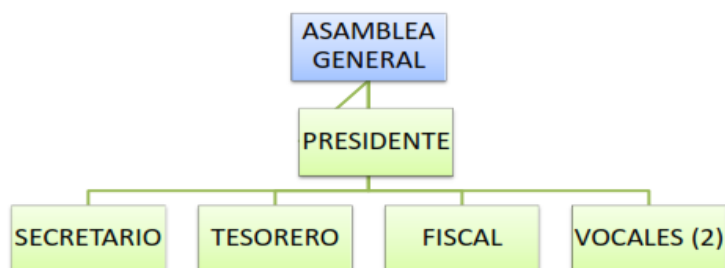 ASAMBLEA
GENERAL
PRESIDENTE
SECRETARIO
TESORERO
FISCAL
VOCALES (2)